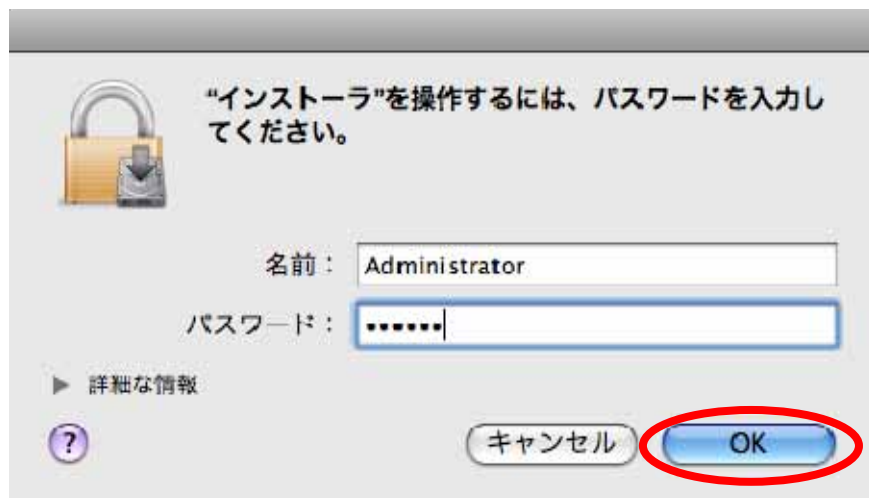 “インストーラ”を操作するには、パスワードを入力し
てください。
名前：
Administrator
パスワード：
••••••
詳細な情報
?
キャンセル
OK